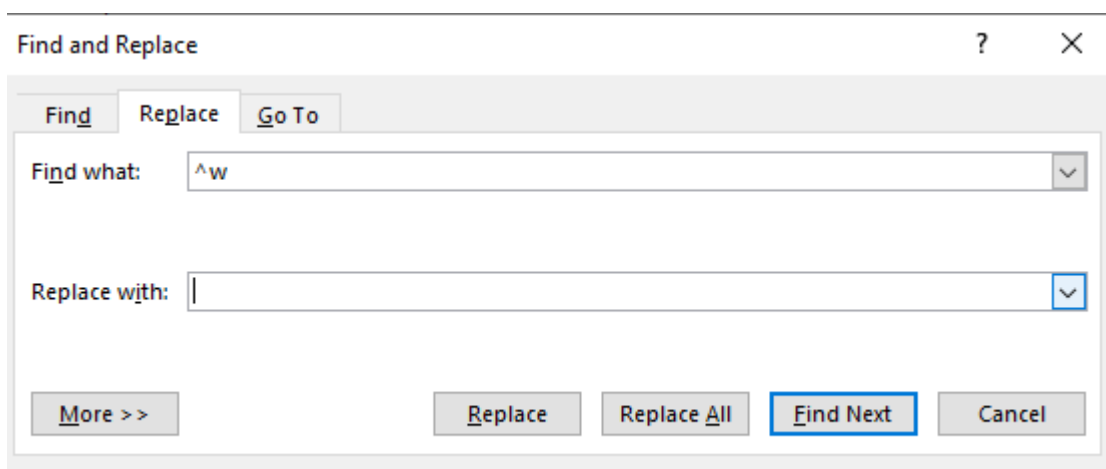 Find and Replace ?
Find Replace Go To
Find what: ^w
Replace with:
More >> Replace Replace All Find Next Cancel